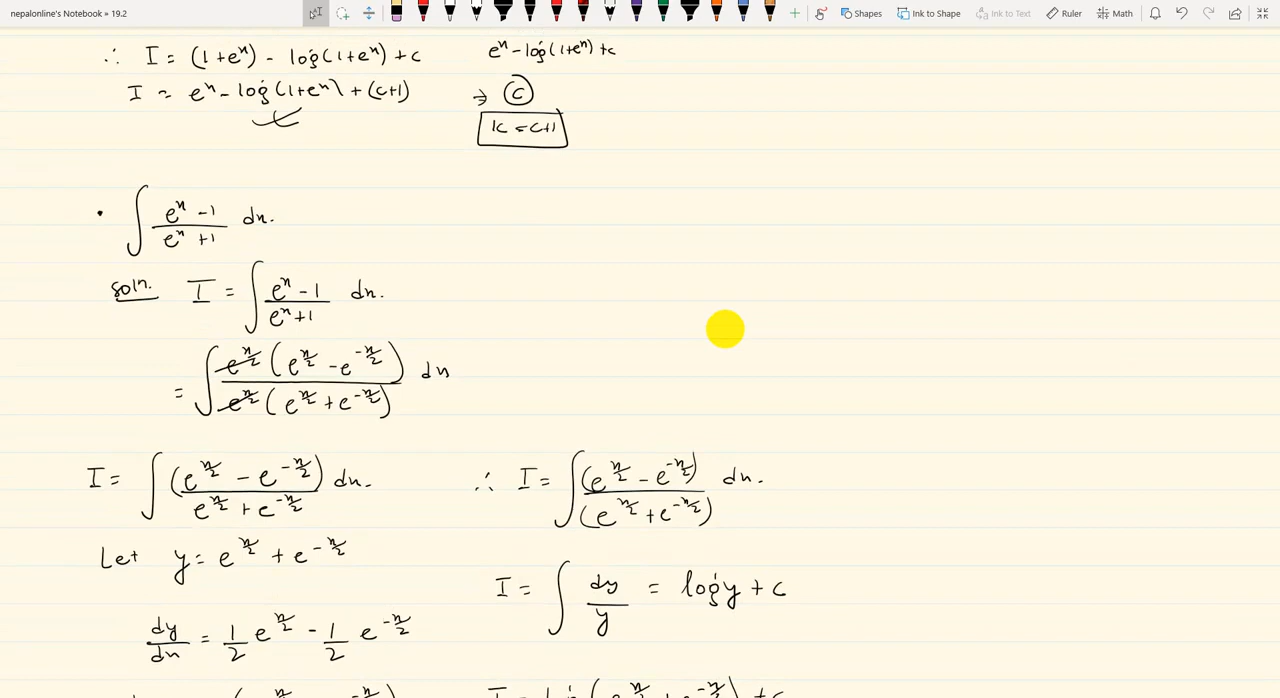 nepalonline's Notebook » 19.2
Shapes Ink to Shape Ink to Text Ruler Math
∴ I = (1+eˣ) - log(1+eˣ) + c
eˣ - log(1+eˣ) + c
I = eˣ - log(1+eˣ) + (c+1)
→ c
k = c+1
• ∫ (eˣ - 1)/(eˣ + 1) dx.
soln. I = ∫ (eˣ - 1)/(eˣ + 1) dx.
= ∫ e^(x/2) (e^(x/2) - e^(-x/2)) / e^(x/2) (e^(x/2) + e^(-x/2)) dx
I = ∫ (e^(x/2) - e^(-x/2)) / e^(x/2) + e^(-x/2) dx.
Let y = e^(x/2) + e^(-x/2)
dy/dx = 1/2 e^(x/2) - 1/2 e^(-x/2)
∴ I = ∫ (e^(x/2) - e^(-x/2)) / (e^(x/2) + e^(-x/2)) dx.
I = ∫ dy/y = log y + c